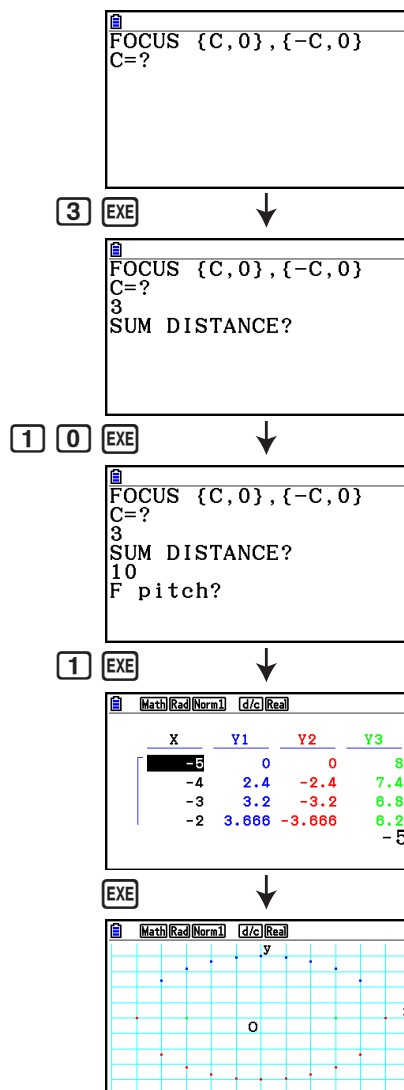 FOCUS {C,0},{-C,0}
C=?
3 EXE
FOCUS {C,0},{-C,0}
C=?
3
SUM DISTANCE?
1 0 EXE
FOCUS {C,0},{-C,0}
C=?
3
SUM DISTANCE?
10
F pitch?
1 EXE
Math Rad Norm1 d/c Real
X Y1 Y2 Y3
-5 0 0 8
-4 2.4 -2.4 7.4
-3 3.2 -3.2 6.8
-2 3.666 -3.666 6.2
-5
EXE
Math Rad Norm1 d/c Real
y
O